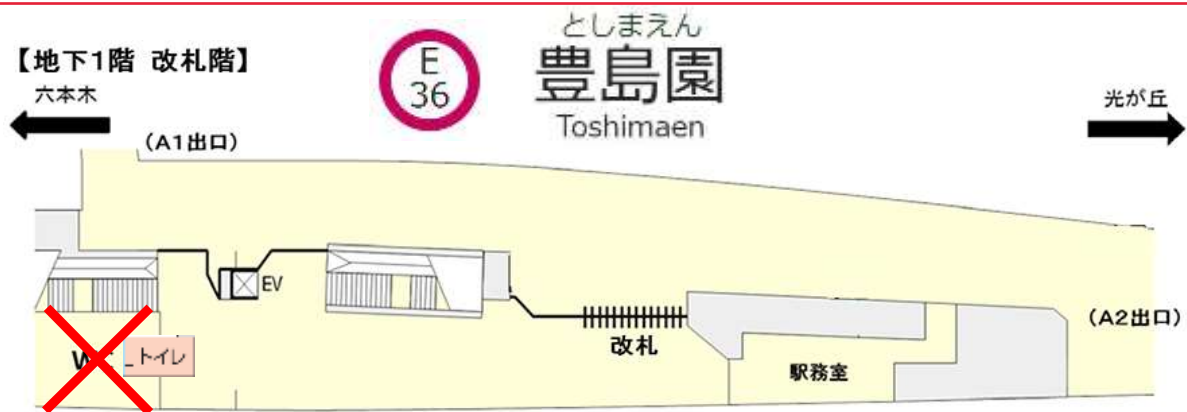 としまえん
【地下1階 改札階】
E
36
豊島園
六本木
Toshimaen
光が丘
（A1出口）
EV
（A2出口）
改札
トイレ
駅務室